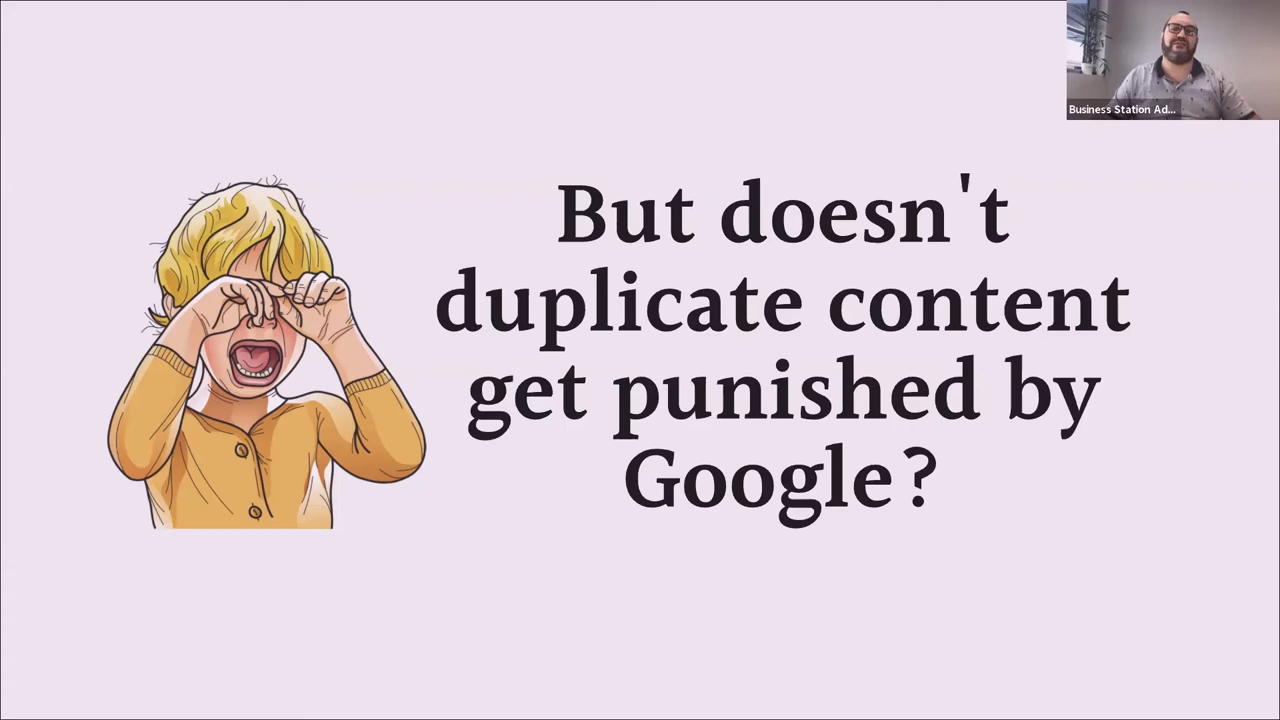 Business Station Ad...
But doesn't
duplicate content
get punished by
Google?